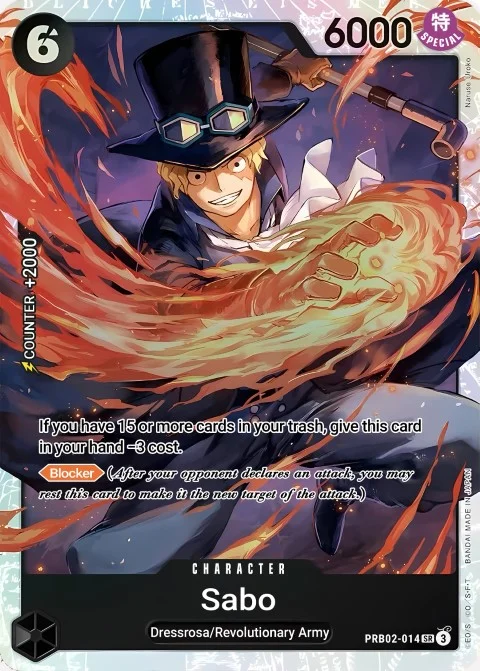 6
6000
特
SPECIAL
Naruse Hroko
COUNTER +2000
If you have 15 or more cards in your trash, give this card
in your hand −3 cost.
Blocker (After your opponent declares an attack, you may
rest this card to make it the new target of the attack.)
©E.O/S. ©O./S-F-T. BANDAI MADE IN JAPAN
CHARACTER
Sabo
Dressrosa/Revolutionary Army
PRB02-014 SR 3